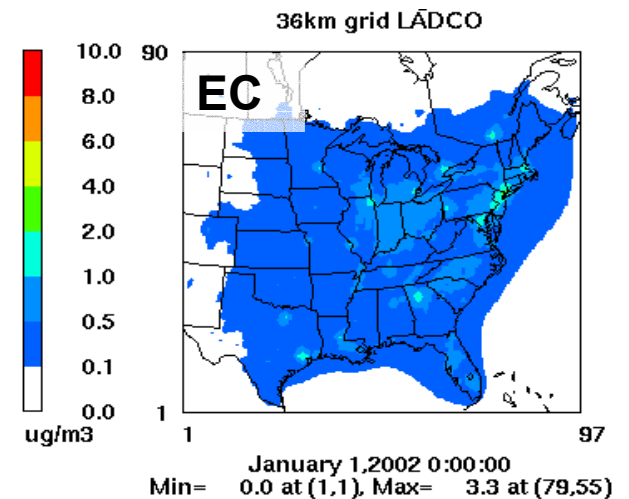 36km grid LADCO
10.0
8.0
6.0
4.0
2.0
1.0
0.5
0.1
0.0
ug/m3
90
EC
1
1
97
January 1,2002 0:00:00
Min= 0.0 at (1,1), Max= 3.3 at (79,55)